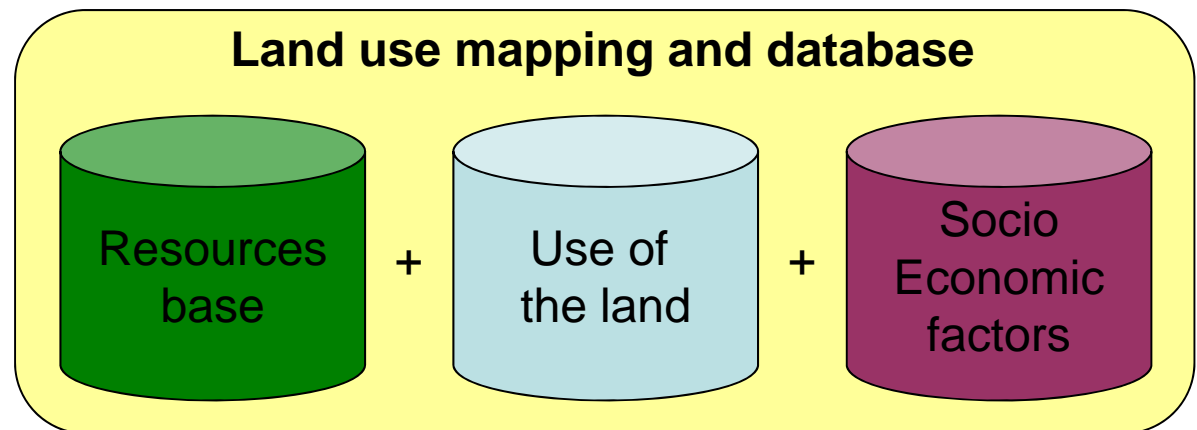 Land use mapping and database
Resources
base
+
Use of
the land
+
Socio
Economic
factors